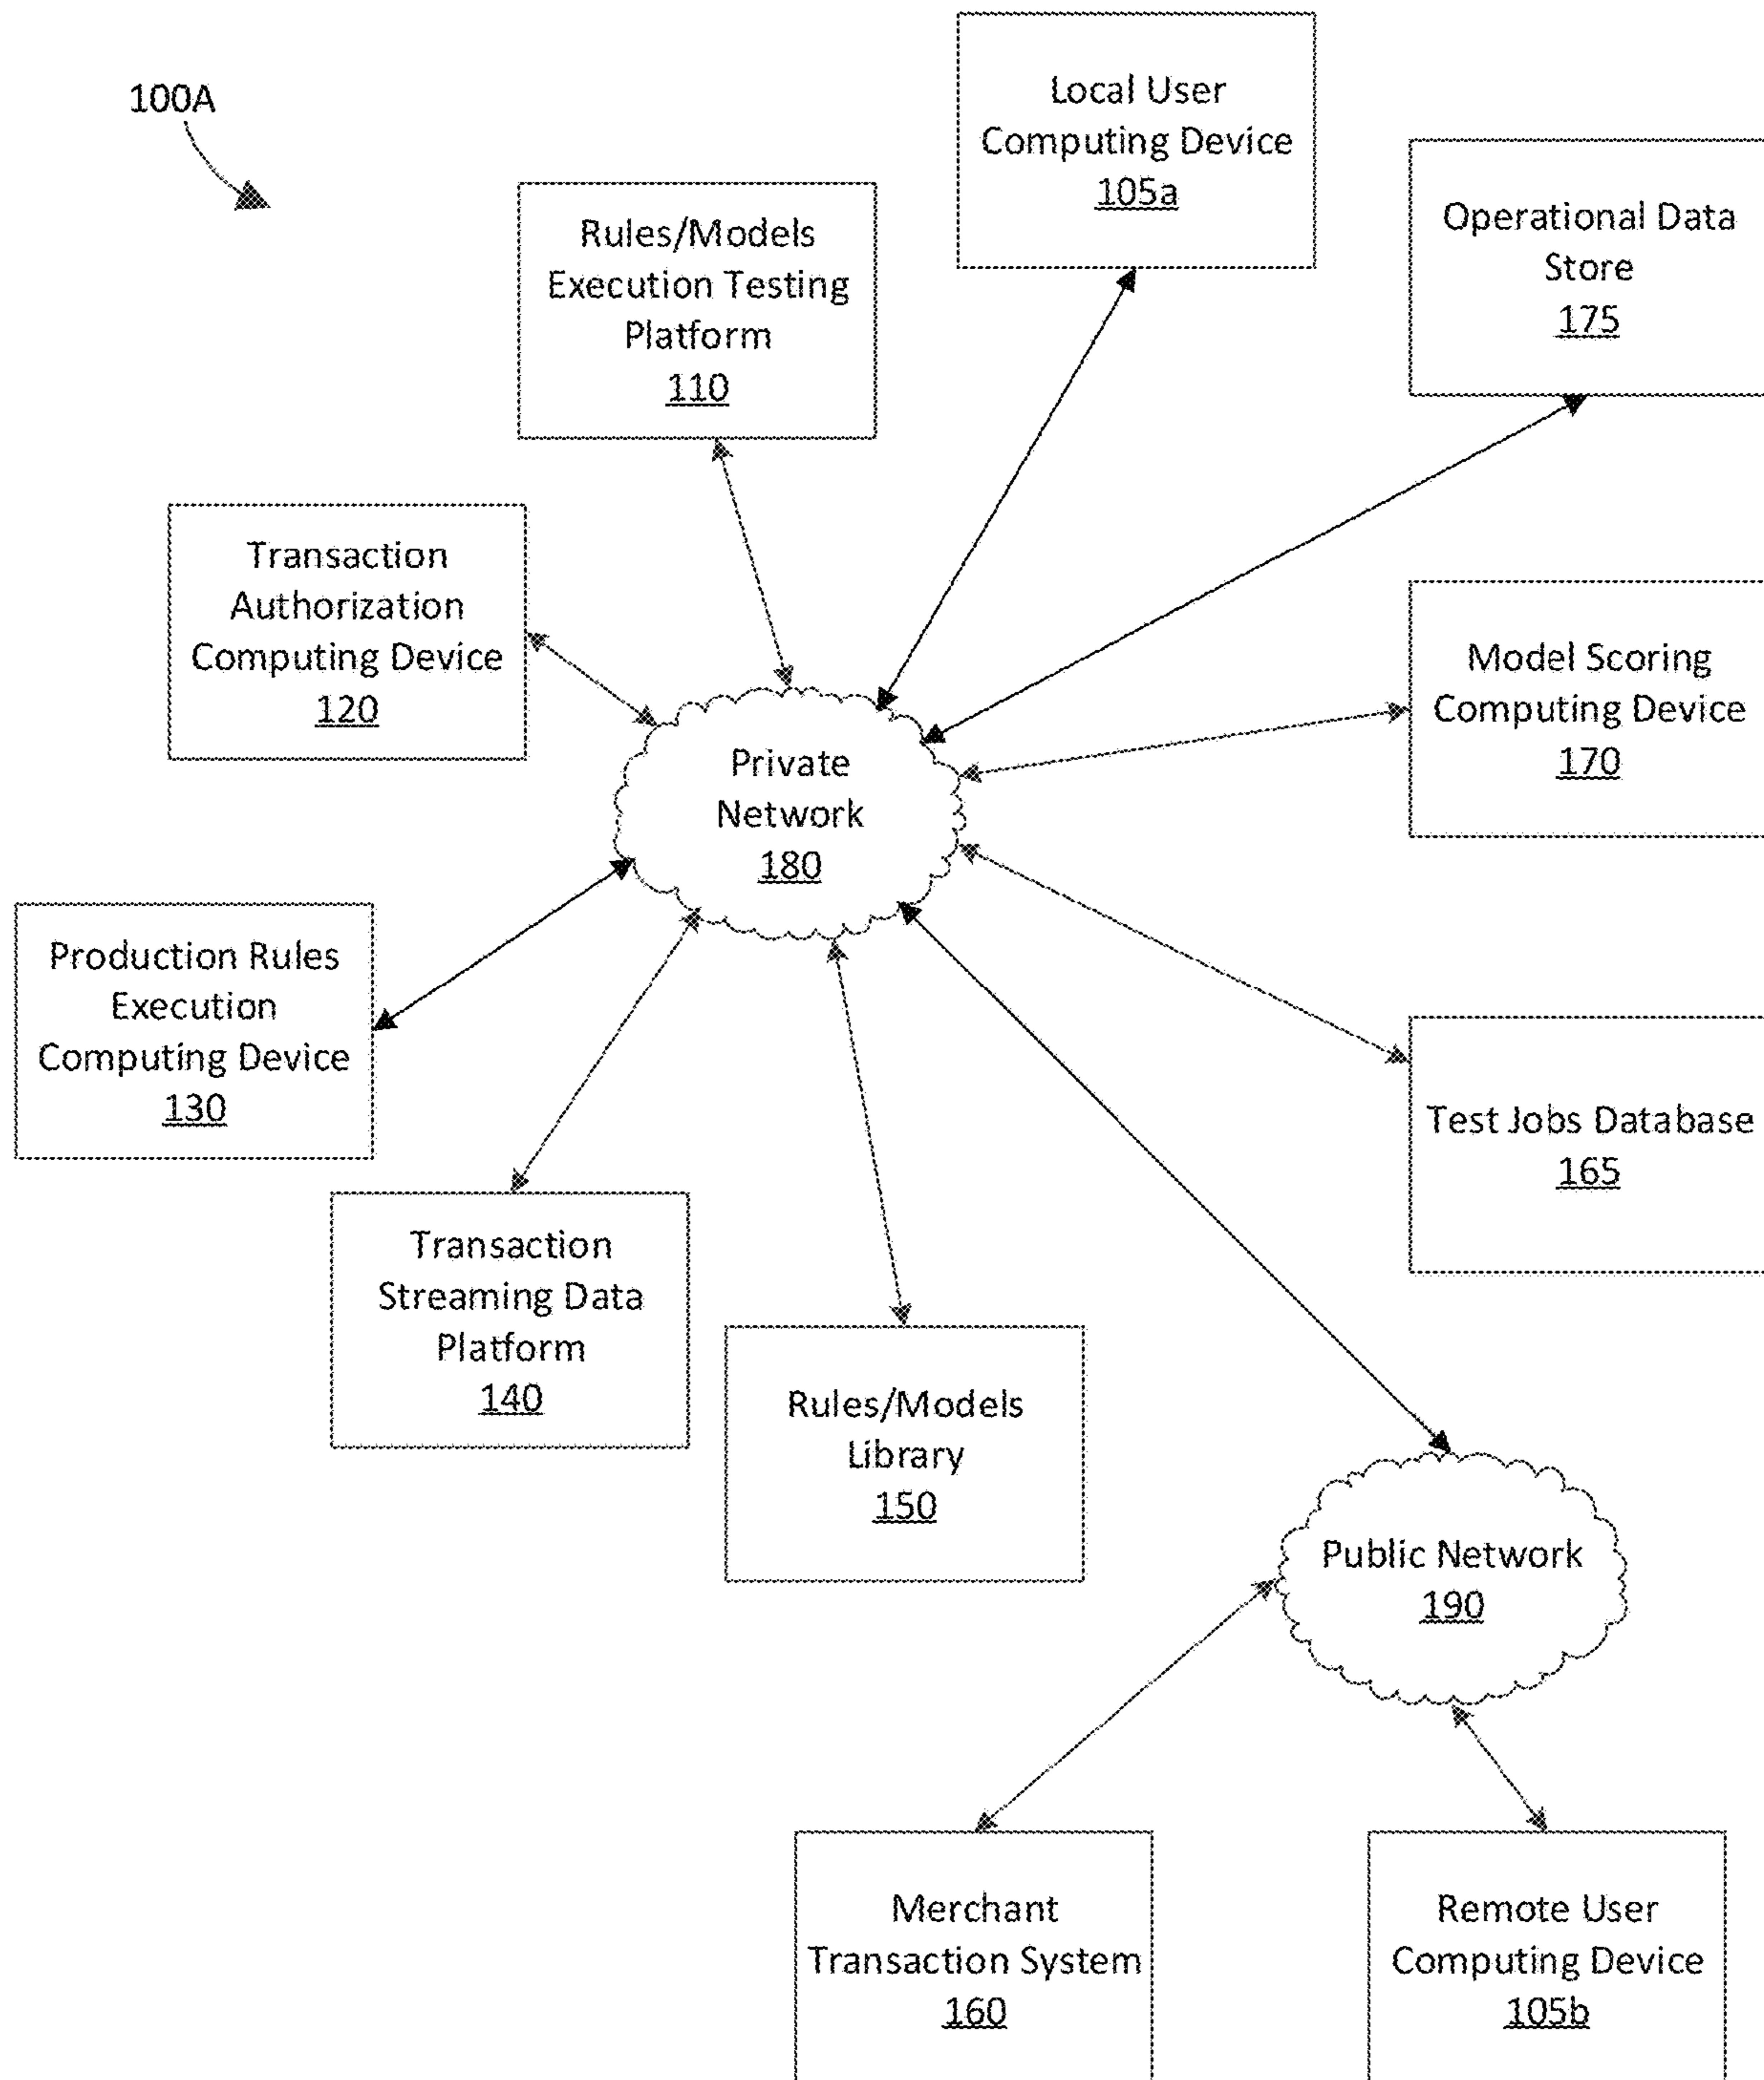 100A
Local User
Computing Device
105a
Operational Data
Store
175
Rules/Models
Execution Testing
Platform
110
Transaction
Authorization
Computing Device
120
Model Scoring
Computing Device
170
Private
Network
180
Production Rules
Execution
Computing Device
130
Test Jobs Database
165
Transaction
Streaming Data
Platform
140
Rules/Models
Library
150
Public Network
190
Merchant
Transaction System
160
Remote User
Computing Device
105b